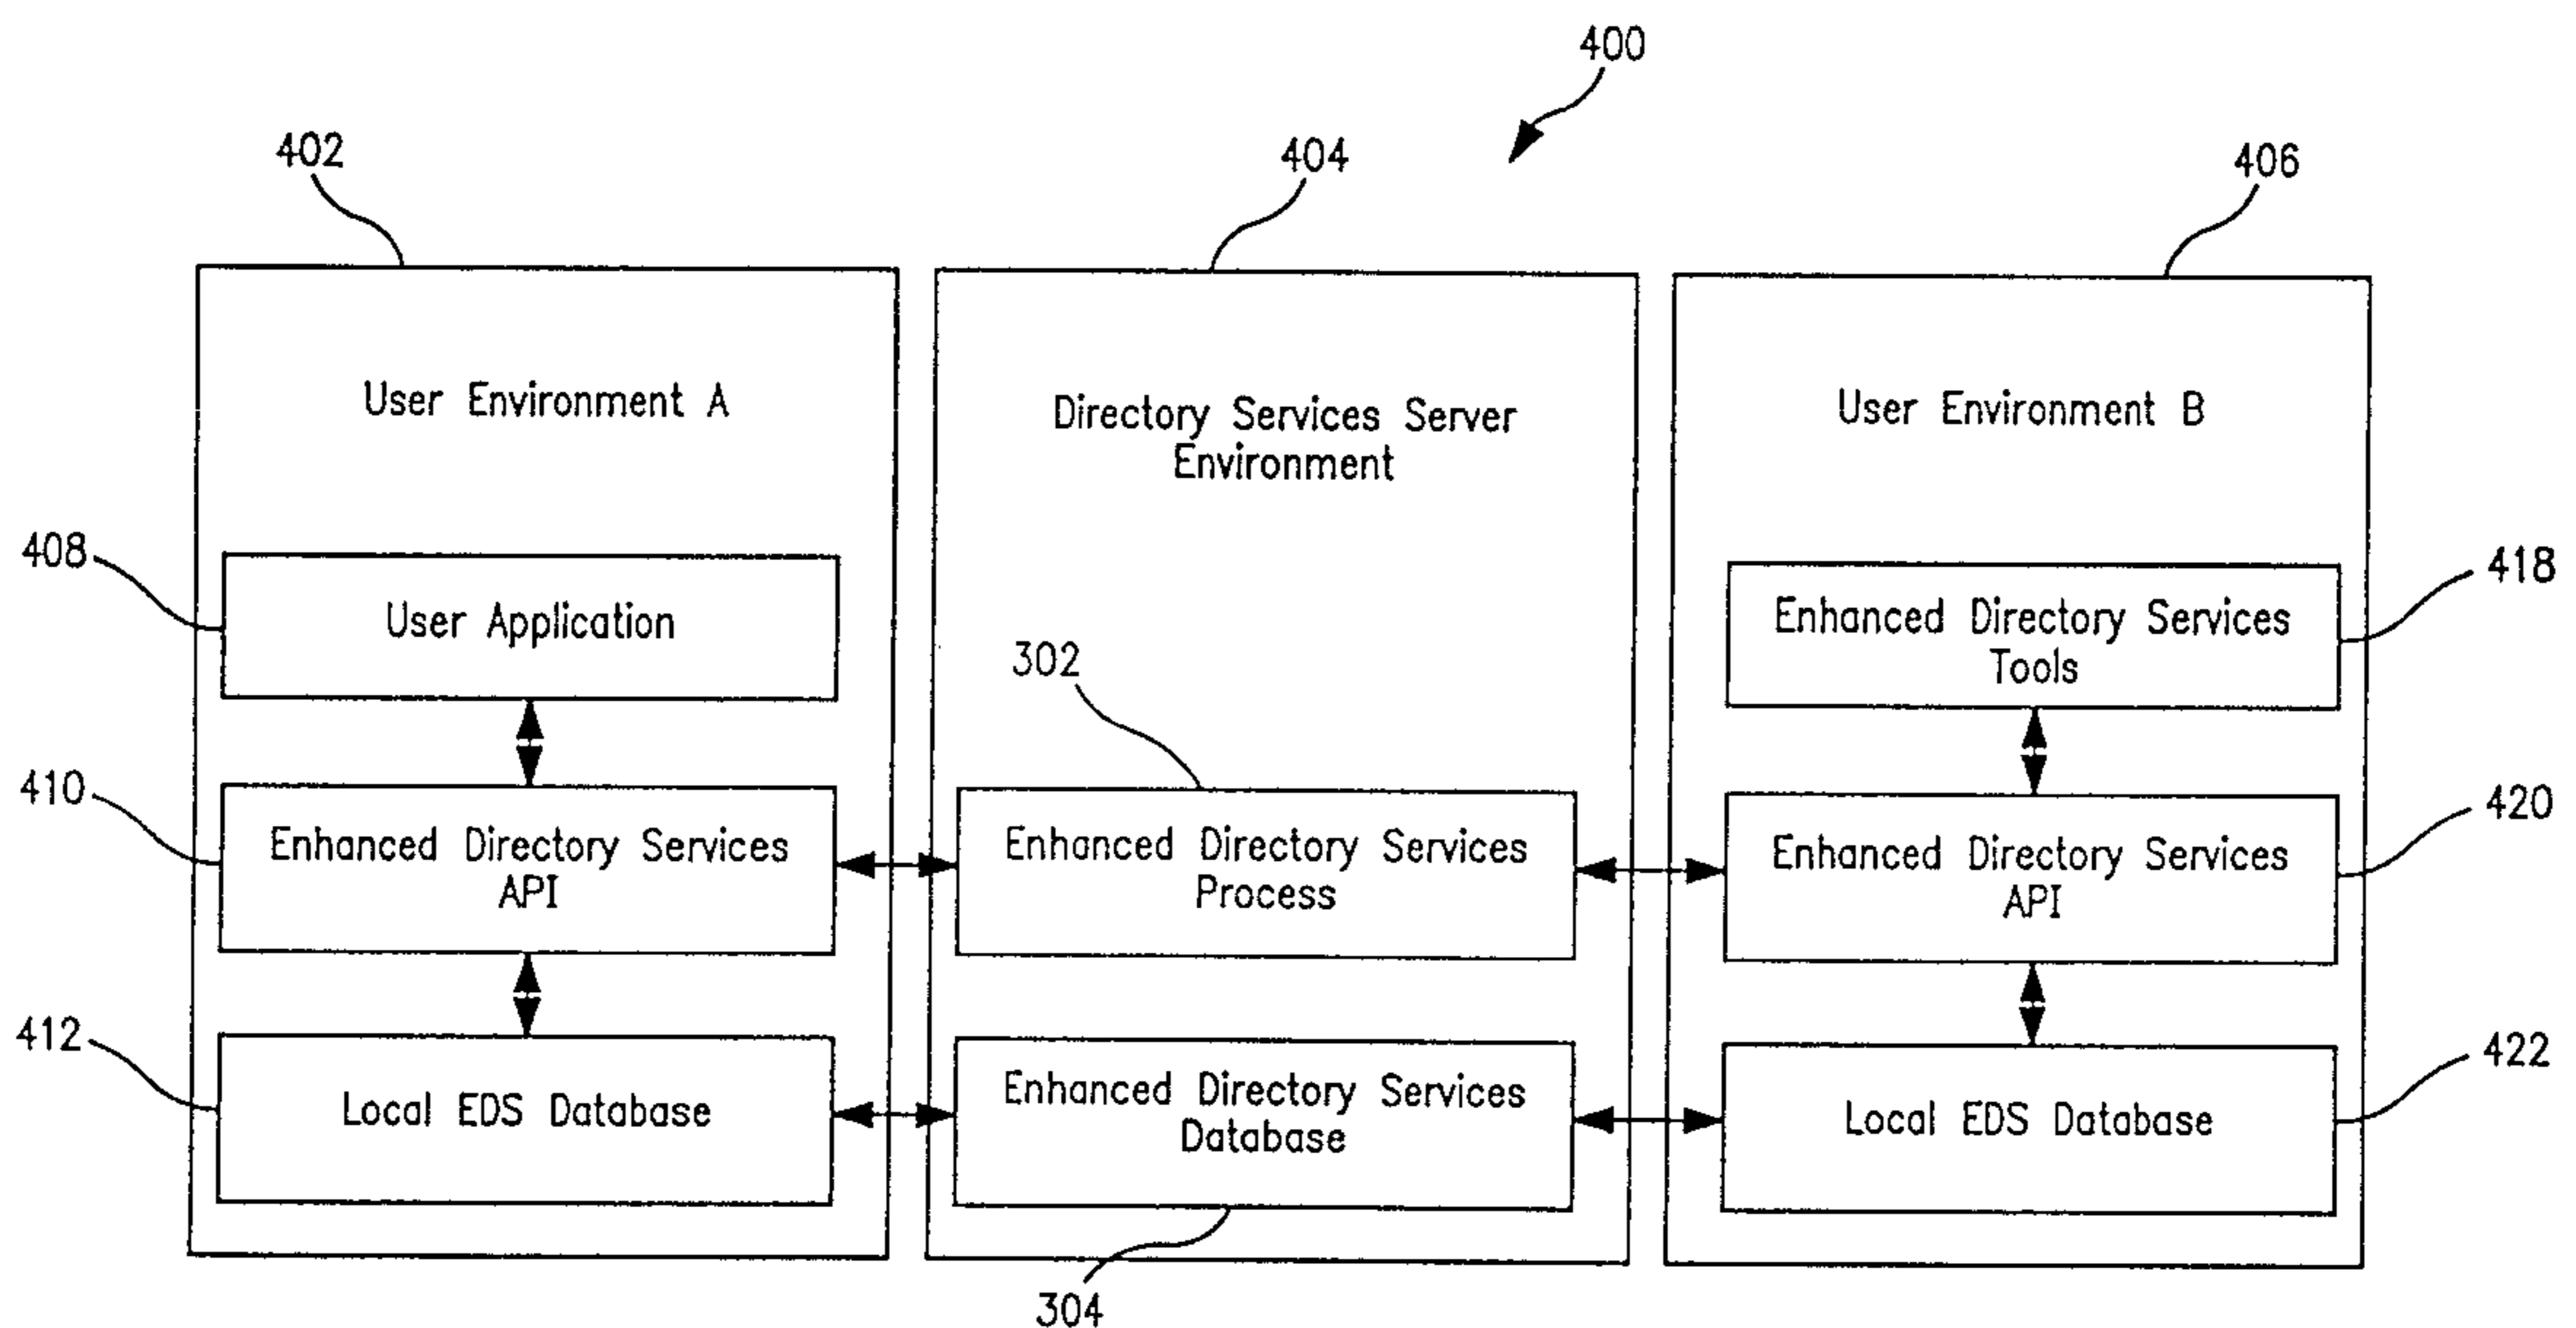 400
402
404
406
User Environment A
Directory Services Server
Environment
User Environment B
408
User Application
302
Enhanced Directory Services
Tools
418
410
Enhanced Directory Services
API
Enhanced Directory Services
Process
Enhanced Directory Services
API
420
412
Local EDS Database
Enhanced Directory Services
Database
Local EDS Database
422
304